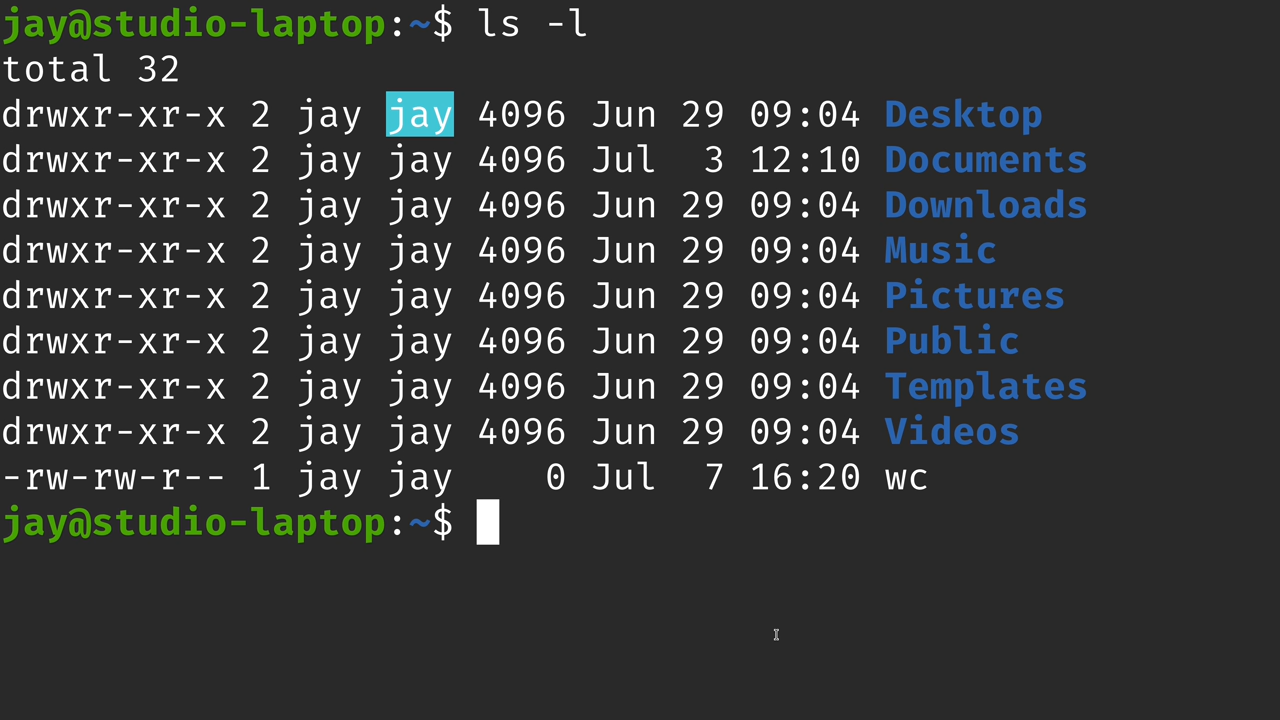 jay@studio-laptop:~$ ls -l
total 32
drwxr-xr-x 2 jay jay 4096 Jun 29 09:04 Desktop
drwxr-xr-x 2 jay jay 4096 Jul  3 12:10 Documents
drwxr-xr-x 2 jay jay 4096 Jun 29 09:04 Downloads
drwxr-xr-x 2 jay jay 4096 Jun 29 09:04 Music
drwxr-xr-x 2 jay jay 4096 Jun 29 09:04 Pictures
drwxr-xr-x 2 jay jay 4096 Jun 29 09:04 Public
drwxr-xr-x 2 jay jay 4096 Jun 29 09:04 Templates
drwxr-xr-x 2 jay jay 4096 Jun 29 09:04 Videos
-rw-rw-r-- 1 jay jay    0 Jul  7 16:20 wc
jay@studio-laptop:~$